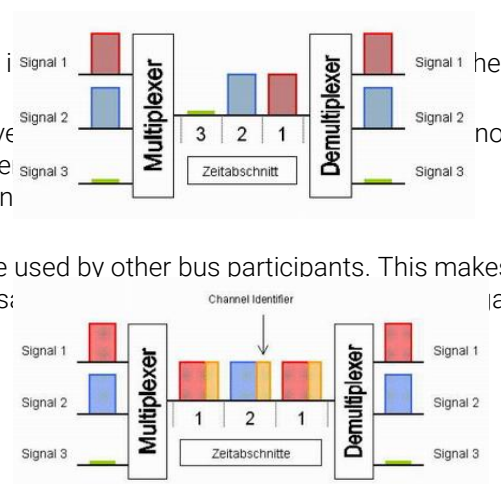 Signal 1
Signal 2
Signal 3
Multiplexer
3 2 1
Zeitabschnitt
Demultiplexer
Signal 1
Signal 2
Signal 3
used by other bus participants. This makes
Channel Identifier
Signal 1
Signal 2
Signal 3
Multiplexer
1 2 1
Zeitabschnitte
Demultiplexer
Signal 1
Signal 2
Signal 3